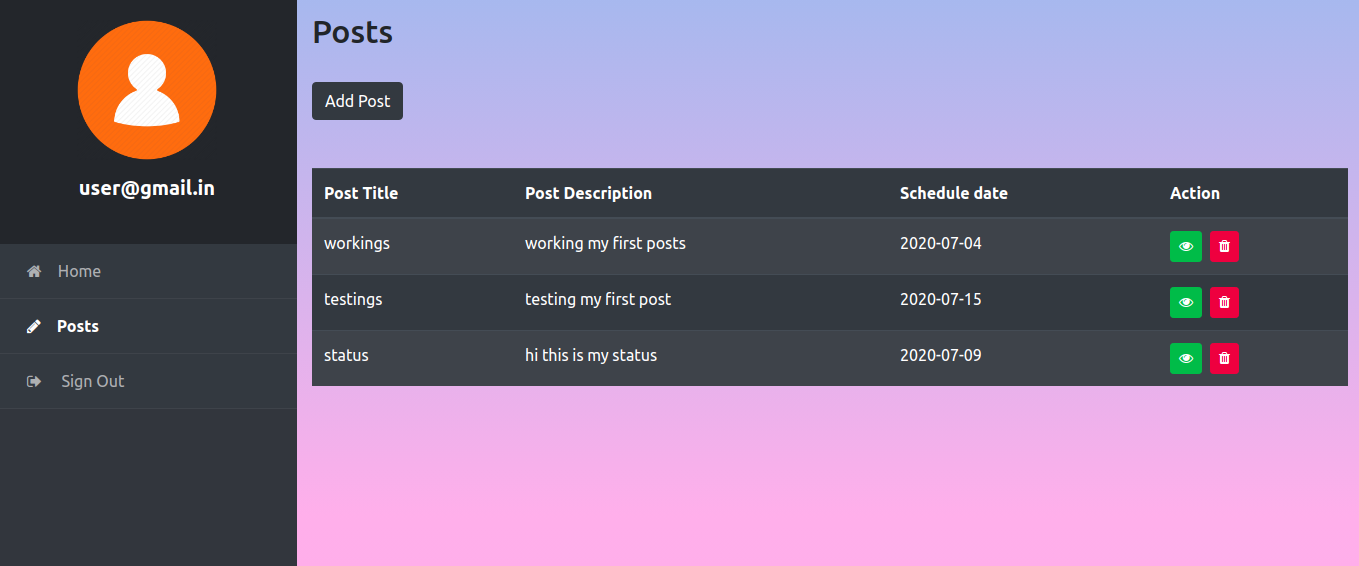 user@gmail.in
Home
Posts
Sign Out
Posts
Add Post
Post Title Post Description Schedule date Action
workings working my first posts 2020-07-04
testings testing my first post 2020-07-15
status hi this is my status 2020-07-09